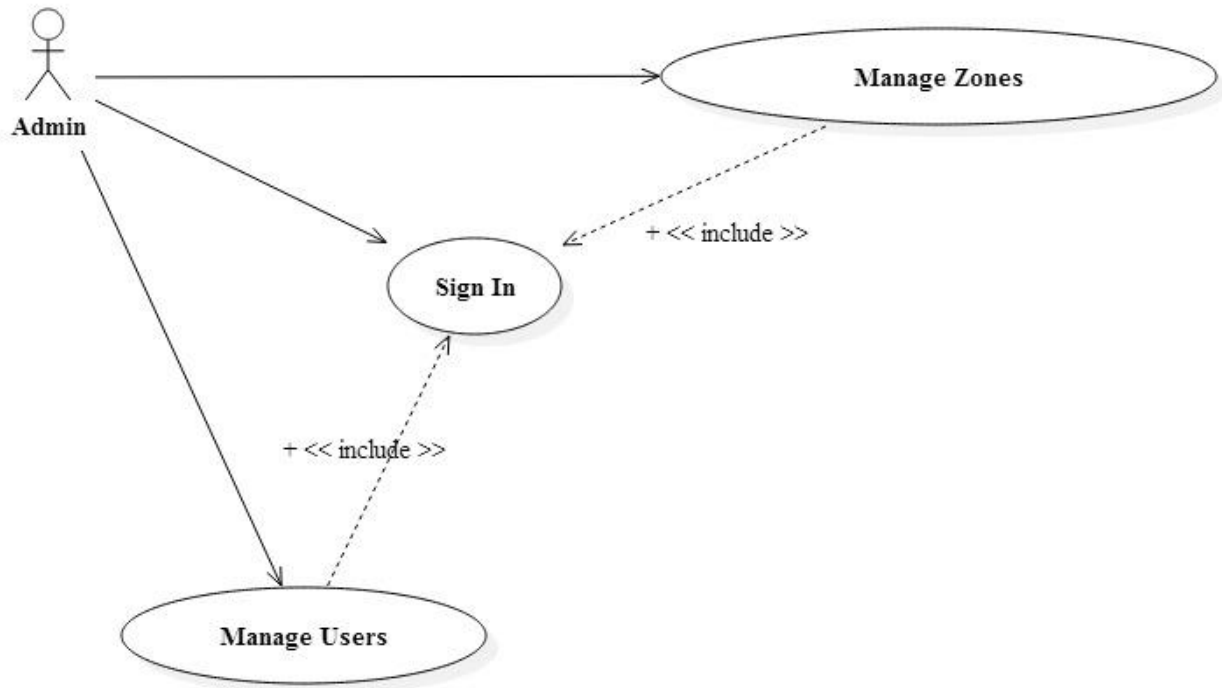 Manage Zones
Admin
+ << include >>
Sign In
+ << include >>
Manage Users